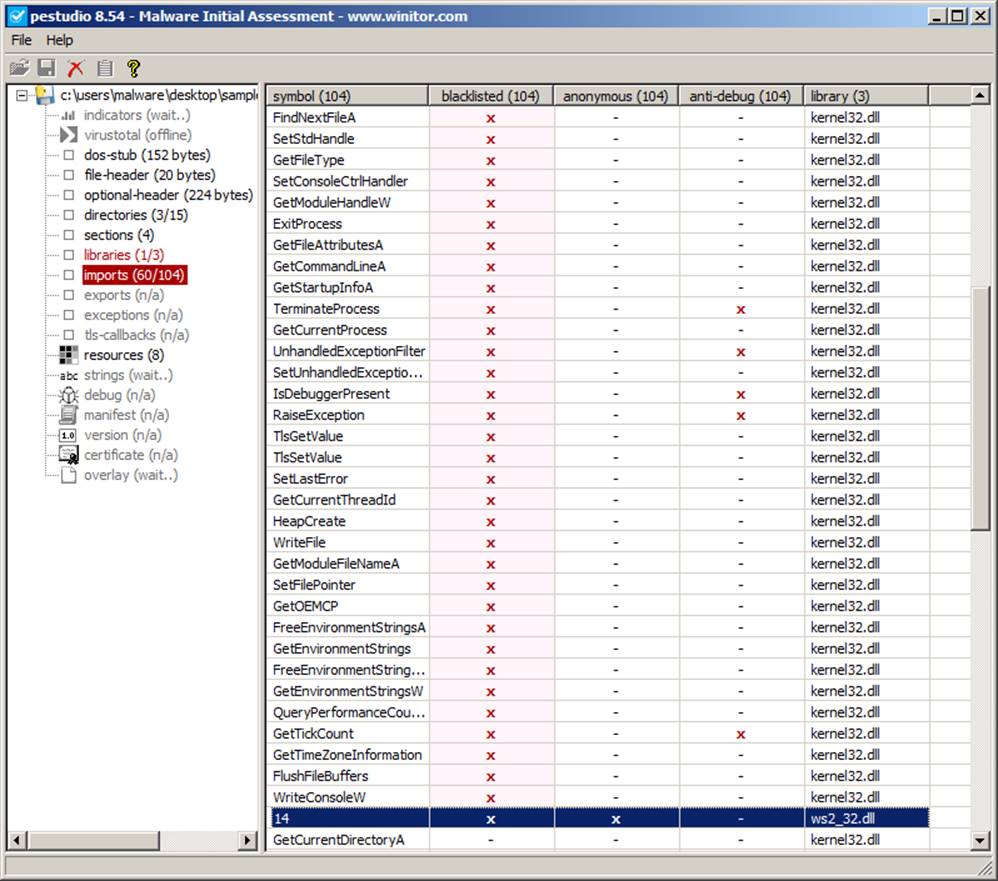 pestudio 8.54 - Malware Initial Assessment - www.winitor.com
File Help
c:\users\malware\desktop\sampl
indicators (wait..)
virustotal (offline)
dos-stub (152 bytes)
file-header (20 bytes)
optional-header (224 bytes)
directories (3/15)
sections (4)
libraries (1/3)
imports (60/104)
exports (n/a)
exceptions (n/a)
tls-callbacks (n/a)
resources (8)
abc strings (wait..)
debug (n/a)
manifest (n/a)
1.0 version (n/a)
certificate (n/a)
overlay (wait..)
symbol (104) blacklisted (104) anonymous (104) anti-debug (104) library (3)
FindNextFileA x - - kernel32.dll
SetStdHandle x - - kernel32.dll
GetFileType x - - kernel32.dll
SetConsoleCtrlHandler x - - kernel32.dll
GetModuleHandleW x - - kernel32.dll
ExitProcess x - - kernel32.dll
GetFileAttributesA x - - kernel32.dll
GetCommandLineA x - - kernel32.dll
GetStartupInfoA x - - kernel32.dll
TerminateProcess x - x kernel32.dll
GetCurrentProcess x - - kernel32.dll
UnhandledExceptionFilter x - x kernel32.dll
SetUnhandledExceptio... x - - kernel32.dll
IsDebuggerPresent x - x kernel32.dll
RaiseException x - x kernel32.dll
TlsGetValue x - - kernel32.dll
TlsSetValue x - - kernel32.dll
SetLastError x - - kernel32.dll
GetCurrentThreadId x - - kernel32.dll
HeapCreate x - - kernel32.dll
WriteFile x - - kernel32.dll
GetModuleFileNameA x - - kernel32.dll
SetFilePointer x - - kernel32.dll
GetOEMCP x - - kernel32.dll
FreeEnvironmentStringsA x - - kernel32.dll
GetEnvironmentStrings x - - kernel32.dll
FreeEnvironmentString... x - - kernel32.dll
GetEnvironmentStringsW x - - kernel32.dll
QueryPerformanceCou... x - - kernel32.dll
GetTickCount x - x kernel32.dll
GetTimeZoneInformation x - - kernel32.dll
FlushFileBuffers x - - kernel32.dll
WriteConsoleW x - - kernel32.dll
14 x x - ws2_32.dll
GetCurrentDirectoryA - - - kernel32.dll